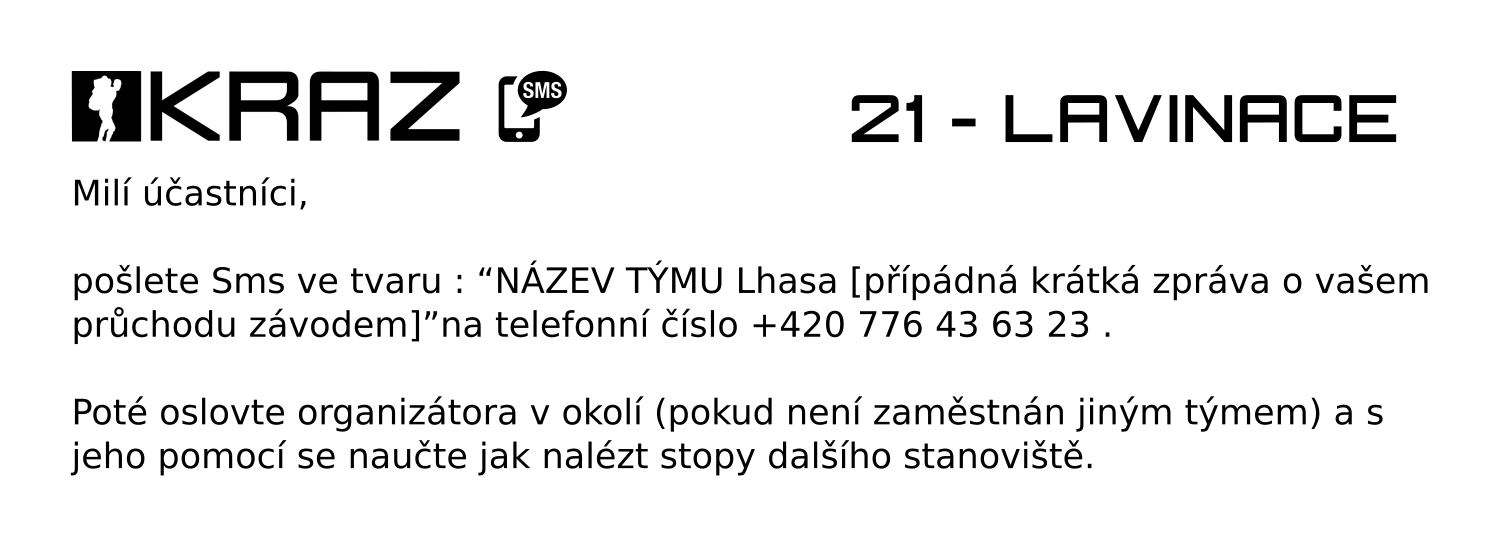 KRAZ SMS 21 - LAVINACE
Milí účastníci,
pošlete Sms ve tvaru : “NÁZEV TÝMU Lhasa [přípádná krátká zpráva o vašem
průchodu závodem]”na telefonní číslo +420 776 43 63 23 .
Poté oslovte organizátora v okolí (pokud není zaměstnán jiným týmem) a s
jeho pomocí se naučte jak nalézt stopy dalšího stanoviště.